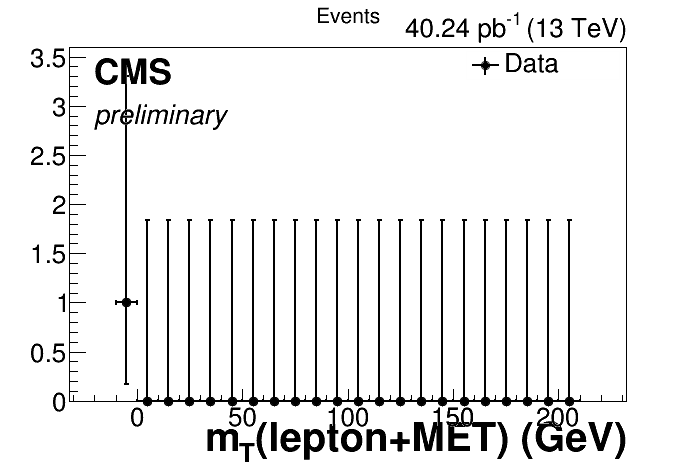 Events
40.24 pb-1 (13 TeV)
CMS
preliminary
Data
3.5
3
2.5
2
1.5
1
0.5
0
0 50 100 150 200
mT(lepton+MET) (GeV)